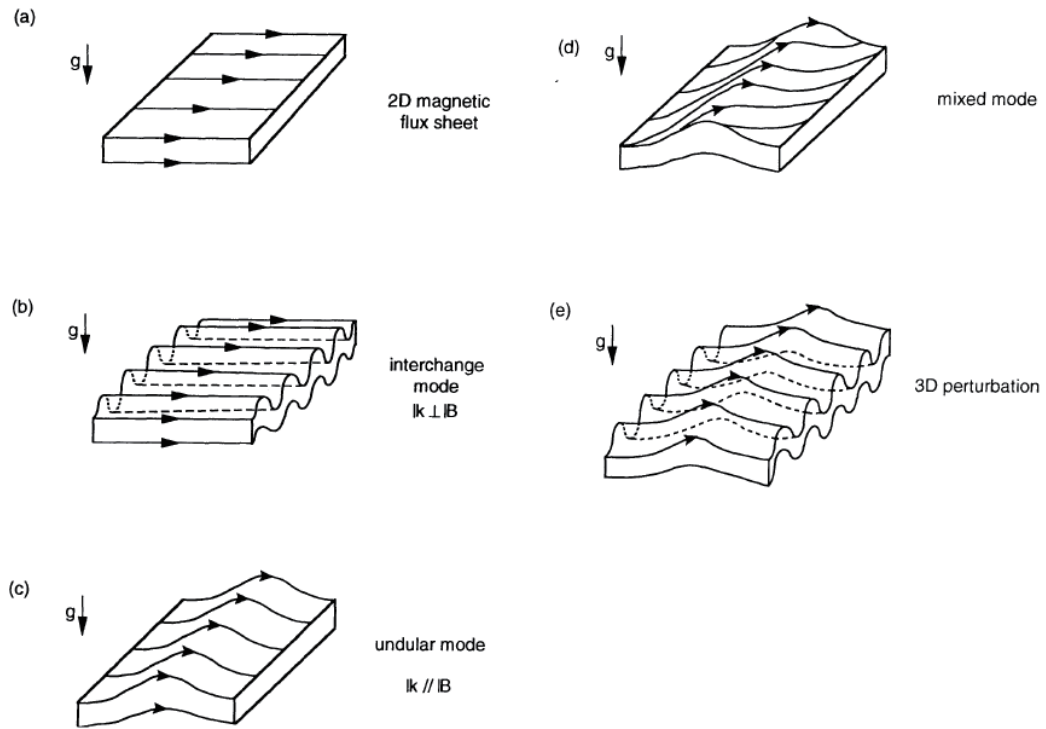 (a)
g
2D magnetic
flux sheet
(b)
g
interchange
mode
𝐤 ⊥ 𝐁
(c)
g
undular mode
𝐤 // 𝐁
(d)
g
mixed mode
(e)
g
3D perturbation